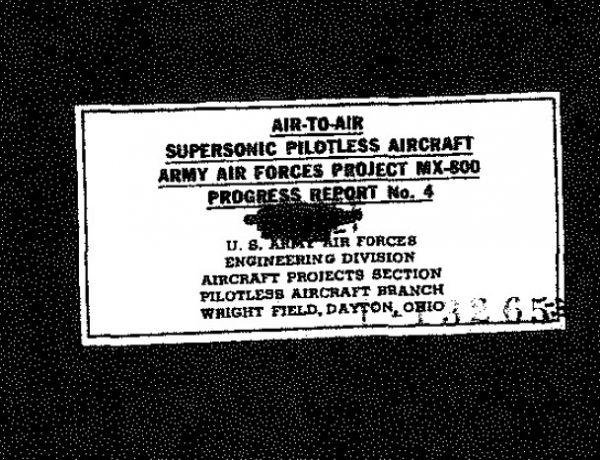 AIR-TO-AIR
SUPERSONIC PILOTLESS AIRCRAFT
ARMY AIR FORCES PROJECT MX-800
PROGRESS REPORT No. 4
U. S. ARMY AIR FORCES
ENGINEERING DIVISION
AIRCRAFT PROJECTS SECTION
PILOTLESS AIRCRAFT BRANCH
WRIGHT FIELD, DAYTON, OHIO